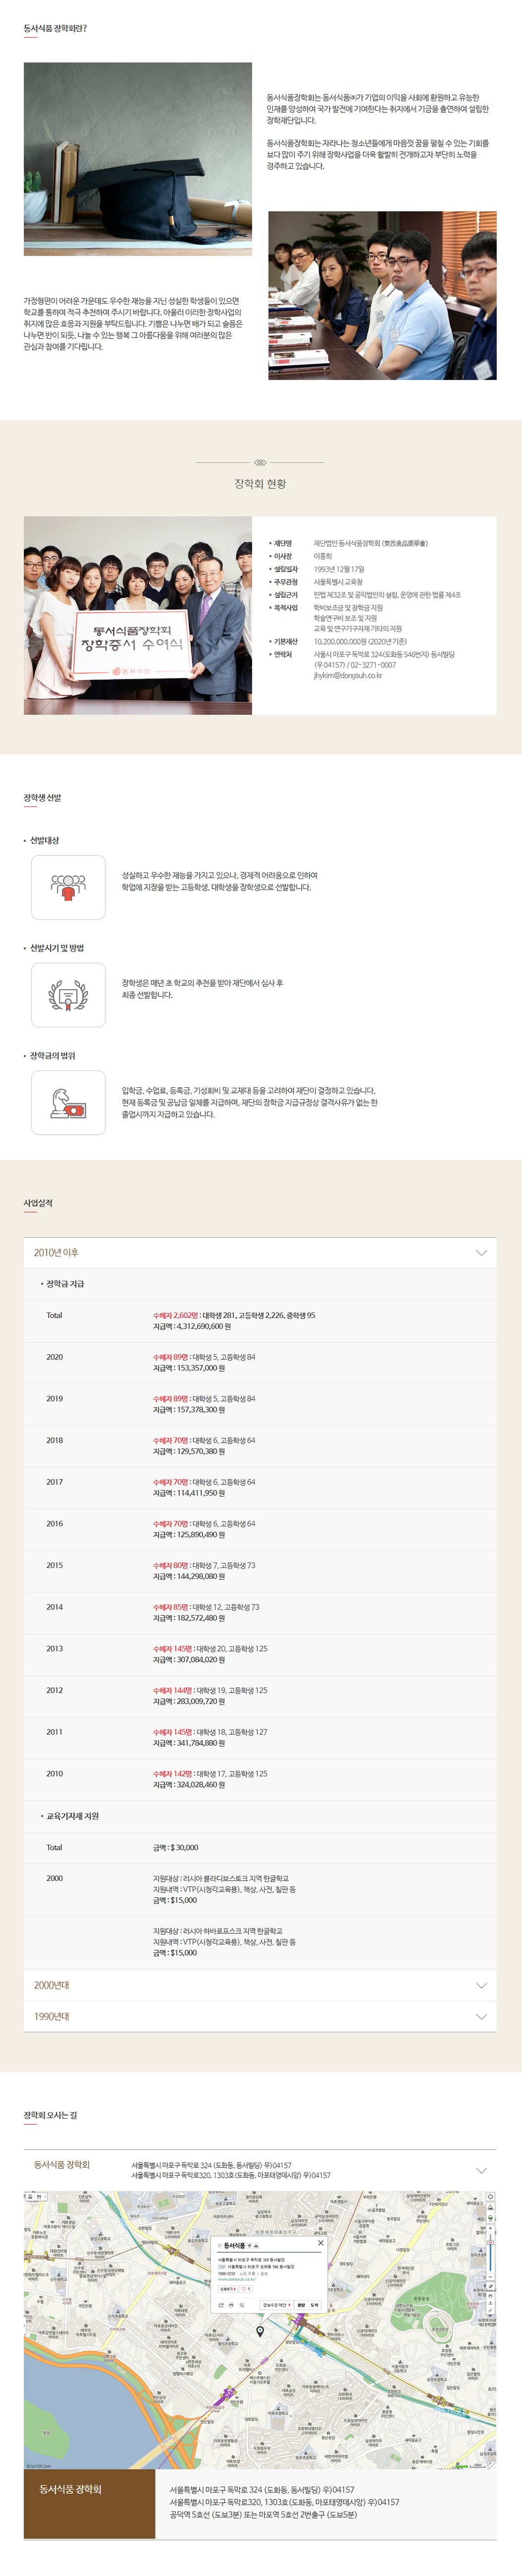 동서식품 장학회란?
동서식품장학회는 동서식품㈜가 기업의 이익을 사회에 환원하고 유능한
인재를 양성하여 국가 발전에 기여한다는 취지에서 기금을 출연하여 설립한
장학재단입니다.
동서식품장학회는 자라나는 청소년들에게 마음껏 꿈을 펼칠 수 있는 기회를
보다 많이 주기 위해 장학사업을 더욱 활발히 전개하고자 부단히 노력을
경주하고 있습니다.
가정형편이 어려운 가운데도 우수한 재능을 지닌 성실한 학생들이 있으면
학교를 통하여 적극 추천하여 주시기 바랍니다. 아울러 이러한 장학사업의
취지에 많은 호응과 지원을 부탁드립니다. 기쁨은 나누면 배가 되고 슬픔은
나누면 반이 되듯, 나눌 수 있는 행복 그 아름다움을 위해 여러분의 많은
관심과 참여를 기다립니다.
장학회 현황
동서식품장학회
장학증서 수여식
동서식품
• 재단명 재단법인 동서식품장학회 (東西食品奬學會)
• 이사장 이홍희
• 설립일자 1993년 12월 17일
• 주무관청 서울특별시 교육청
• 설립근거 민법 제32조 및 공익법인의 설립, 운영에 관한 법률 제4조
• 목적사업 학비보조금 및 장학금 지원
학술연구비 보조 및 지원
교육 및 연구기구자재 기타의 지원
• 기본재산 10,200,000,000원 (2020년 기준)
• 연락처 서울시 마포구 독막로 324(도화동 546번지) 동서빌딩
(우 04157) / 02-3271-0007
jhykim@dongsuh.co.kr
장학생 선발
• 선발대상
성실하고 우수한 재능을 가지고 있으나, 경제적 어려움으로 인하여
학업에 지장을 받는 고등학생, 대학생을 장학생으로 선발합니다.
• 선발시기 및 방법
장학생은 매년 초 학교의 추천을 받아 재단에서 심사 후
최종 선발합니다.
• 장학금의 범위
입학금, 수업료, 등록금, 기성회비 및 교재대 등을 고려하여 재단이 결정하고 있습니다.
현재 등록금 및 공납금 일체를 지급하며, 재단의 장학금 지급규정상 결격사유가 없는 한
졸업시까지 지급하고 있습니다.
사업실적
2010년 이후
• 장학금 지급
Total 수혜자 2,602명 : 대학생 281, 고등학생 2,226, 중학생 95
지급액 : 4,312,690,600 원
2020 수혜자 89명 : 대학생 5, 고등학생 84
지급액 : 153,357,000 원
2019 수혜자 89명 : 대학생 5, 고등학생 84
지급액 : 157,378,300 원
2018 수혜자 70명 : 대학생 6, 고등학생 64
지급액 : 129,570,380 원
2017 수혜자 70명 : 대학생 6, 고등학생 64
지급액 : 114,411,950 원
2016 수혜자 70명 : 대학생 6, 고등학생 64
지급액 : 125,890,490 원
2015 수혜자 80명 : 대학생 7, 고등학생 73
지급액 : 144,298,080 원
2014 수혜자 85명 : 대학생 12, 고등학생 73
지급액 : 182,572,480 원
2013 수혜자 145명 : 대학생 20, 고등학생 125
지급액 : 307,084,020 원
2012 수혜자 144명 : 대학생 19, 고등학생 125
지급액 : 283,009,720 원
2011 수혜자 145명 : 대학생 18, 고등학생 127
지급액 : 341,784,880 원
2010 수혜자 142명 : 대학생 17, 고등학생 125
지급액 : 324,028,460 원
• 교육기자재 지원
Total 금액 : $ 30,000
2000 지원대상 : 러시아 블라디보스토크 지역 한글학교
지원내역 : VTP(시청각교육용), 책상, 사전, 칠판 등
금액 : $15,000
지원대상 : 러시아 하바로프스크 지역 한글학교
지원내역 : VTP(시청각교육용), 책상, 사전, 칠판 등
금액 : $15,000
2000년대
1990년대
장학회 오시는 길
동서식품 장학회 서울특별시 마포구 독막로 324 (도화동, 동서빌딩) 우)04157
서울특별시 마포구 독막로320, 1303호(도화동, 마포태영데시앙) 우)04157
동서식품
서울특별시 마포구 독막로 324 동서빌딩
지번 서울특별시 마포구 도화동 546 동서빌딩
www.dongsuh.co.kr/
동서식품 장학회 서울특별시 마포구 독막로 324 (도화동, 동서빌딩) 우)04157
서울특별시 마포구 독막로320, 1303호(도화동, 마포태영데시앙) 우)04157
공덕역 5호선 (도보3분) 또는 마포역 5호선 2번출구 (도보5분)